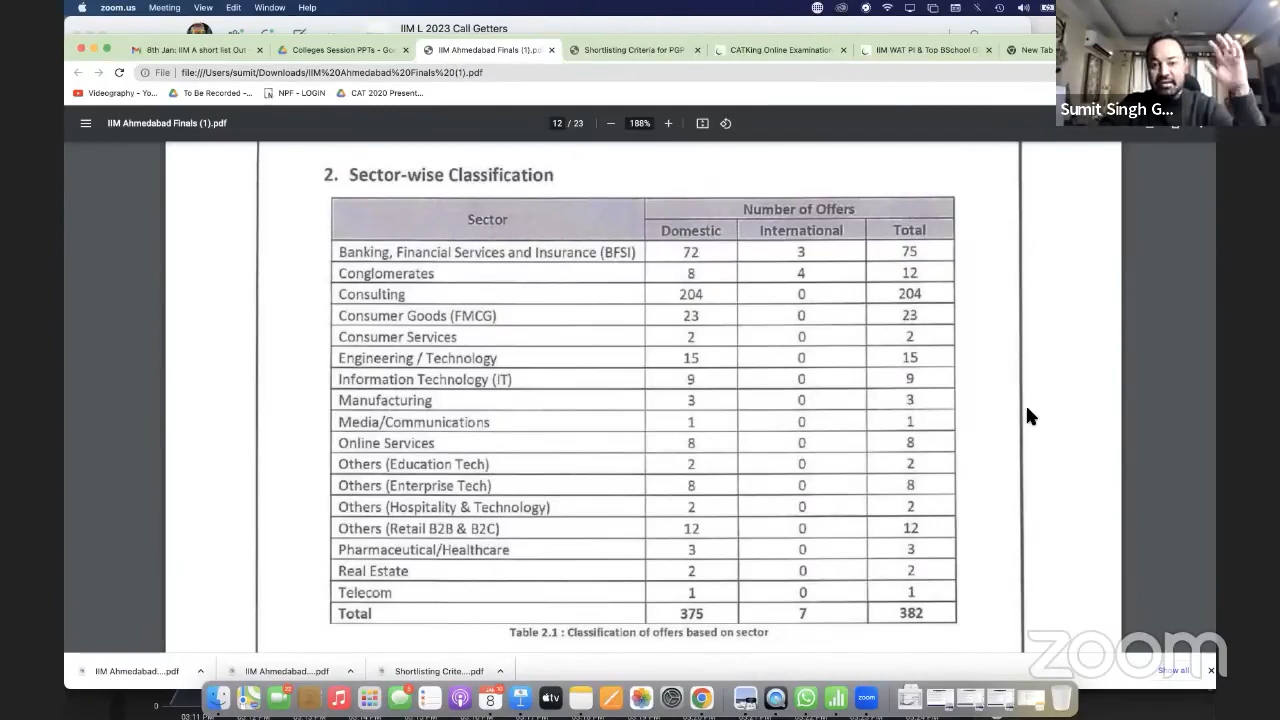 zoom.us Meeting View Edit Window Help
IIM L 2023 Call Getters
6th Jan: IIM A short list Out
Colleges Session PPTs - Goo
IIM Ahmedabad Finals (1).pd
Shortlisting Criteria for PGP
CATKing Online Examination
IIM WAT PI & Top BSchool G
New Tab
File file:///Users/sumit/Downloads/IIM%20Ahmedabad%20Finals%20(1).pdf
Videography - Yo... To Be Recorded -... NPF - LOGIN CAT 2020 Present...
Sumit Singh G...
IIM Ahmedabad Finals (1).pdf 12 / 23 188%
2. Sector-wise Classification
Sector Number of Offers
Domestic International Total
Banking, Financial Services and Insurance (BFSI) 72 3 75
Conglomerates 8 4 12
Consulting 204 0 204
Consumer Goods (FMCG) 23 0 23
Consumer Services 2 0 2
Engineering / Technology 15 0 15
Information Technology (IT) 9 0 9
Manufacturing 3 0 3
Media/Communications 1 0 1
Online Services 8 0 8
Others (Education Tech) 2 0 2
Others (Enterprise Tech) 8 0 8
Others (Hospitality & Technology) 2 0 2
Others (Retail B2B & B2C) 12 0 12
Pharmaceutical/Healthcare 3 0 3
Real Estate 2 0 2
Telecom 1 0 1
Total 375 7 382
Table 2.1 : Classification of offers based on sector
zoom
IIM Ahmedabad....pdf IIM Ahmedabad....pdf Shortlisting Crite....pdf Show all
tv zoom
0